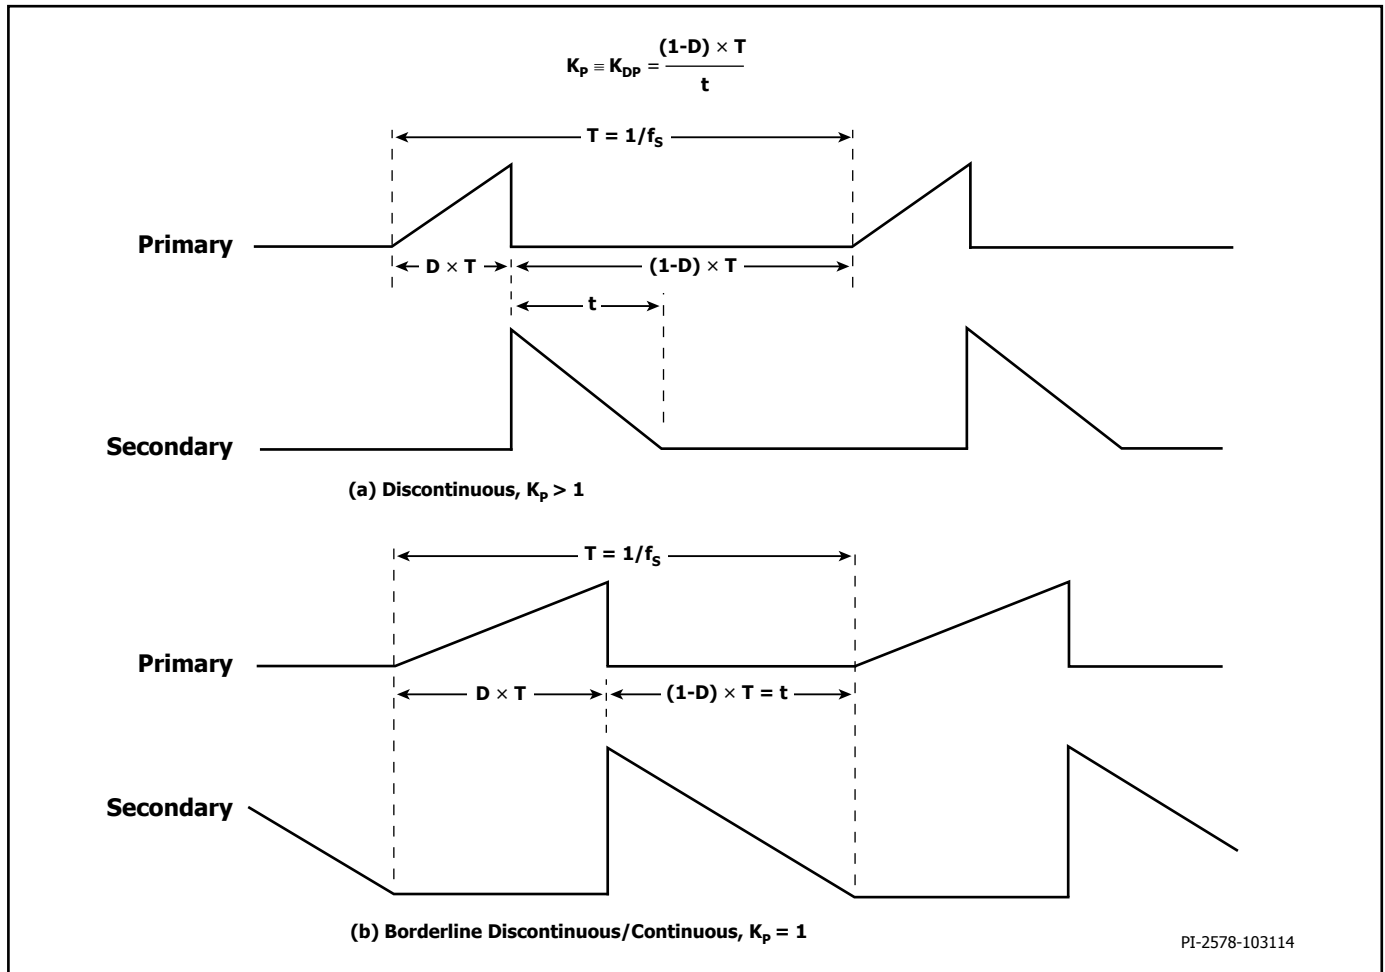 (1-D) × T
K_P ≡ K_DP = ———
t
T = 1/f_S
Primary
D × T
(1-D) × T
t
Secondary
(a) Discontinuous, K_P > 1
T = 1/f_S
Primary
D × T
(1-D) × T = t
Secondary
(b) Borderline Discontinuous/Continuous, K_P = 1
PI-2578-103114